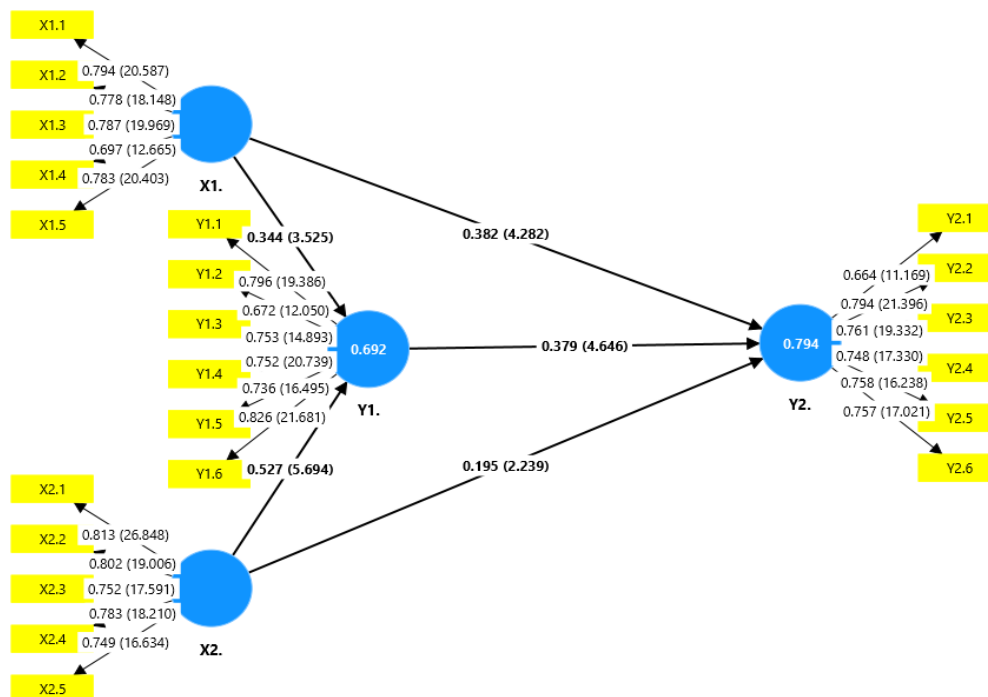 X1.1
X1.2
X1.3
X1.4
X1.5
0.794 (20.587)
0.778 (18.148)
0.787 (19.969)
0.697 (12.665)
0.783 (20.403)
X1.
0.344 (3.525)
0.382 (4.282)
Y1.1
Y1.2
Y1.3
Y1.4
Y1.5
Y1.6
0.796 (19.386)
0.672 (12.050)
0.753 (14.893)
0.752 (20.739)
0.736 (16.495)
0.826 (21.681)
0.692
Y1.
0.379 (4.646)
0.527 (5.694)
0.195 (2.239)
X2.1
X2.2
X2.3
X2.4
X2.5
0.813 (26.848)
0.802 (19.006)
0.752 (17.591)
0.783 (18.210)
0.749 (16.634)
X2.
0.794
Y2.
0.664 (11.169)
0.794 (21.396)
0.761 (19.332)
0.748 (17.330)
0.758 (16.238)
0.757 (17.021)
Y2.1
Y2.2
Y2.3
Y2.4
Y2.5
Y2.6